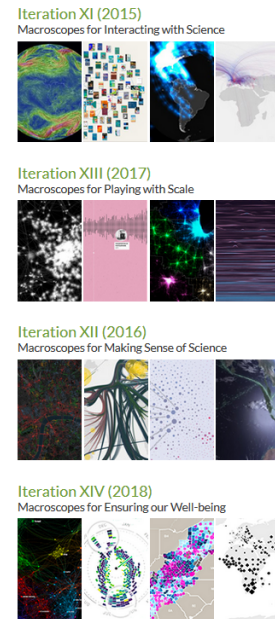 Iteration XI (2015)
Macroscopes for Interacting with Science
Iteration XIII (2017)
Macroscopes for Playing with Scale
Iteration XII (2016)
Macroscopes for Making Sense of Science
Iteration XIV (2018)
Macroscopes for Ensuring our Well-being